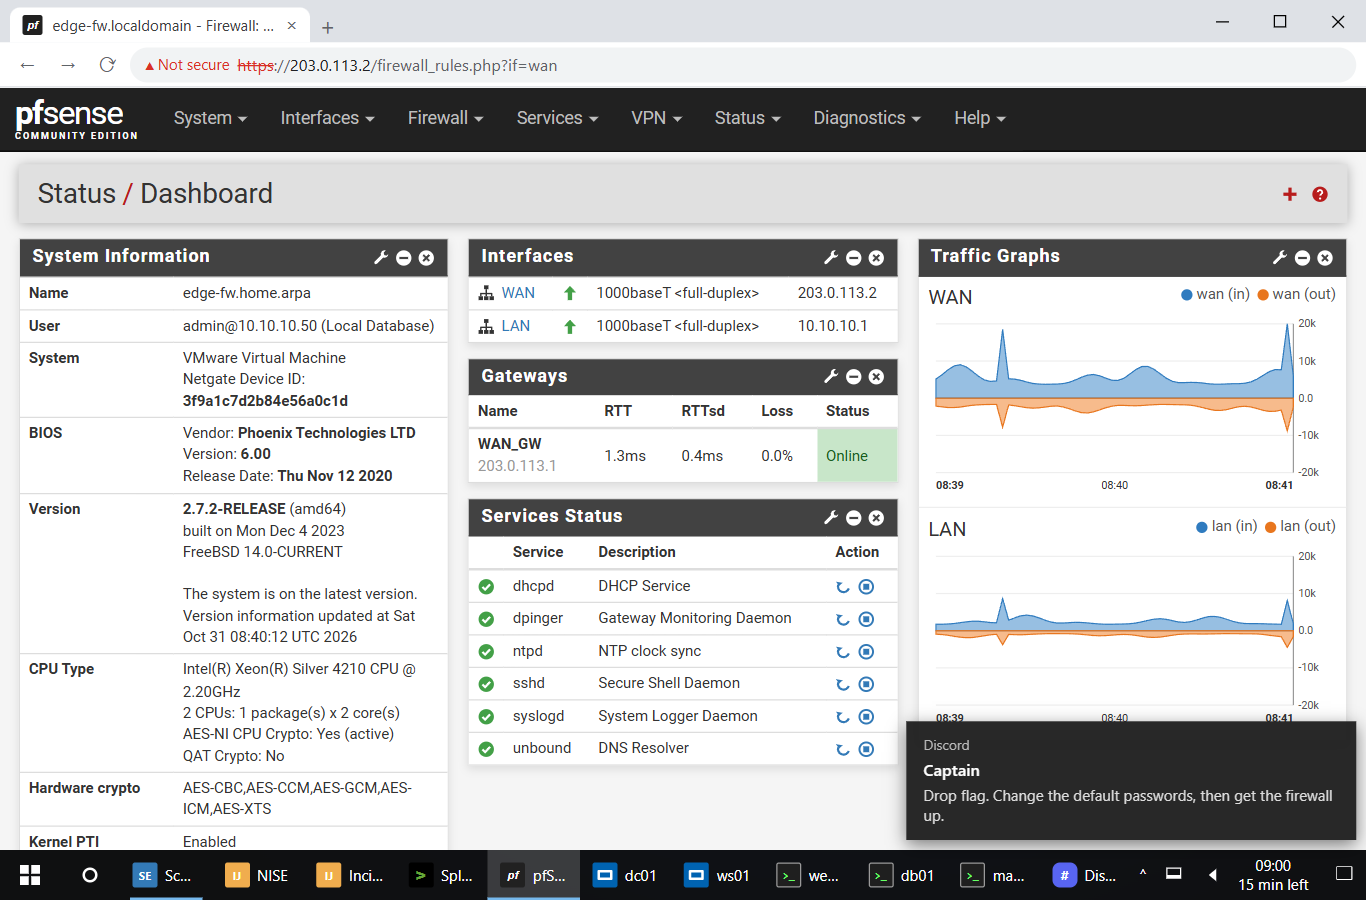 pf edge-fw.localdomain - Firewall: ...
Not secure https://203.0.113.2/firewall_rules.php?if=wan
pfsense
COMMUNITY EDITION
System Interfaces Firewall Services VPN Status Diagnostics Help
Status / Dashboard
System Information
Name edge-fw.home.arpa
User admin@10.10.10.50 (Local Database)
System VMware Virtual Machine
Netgate Device ID:
3f9a1c7d2b84e56a0c1d
BIOS Vendor: Phoenix Technologies LTD
Version: 6.00
Release Date: Thu Nov 12 2020
Version 2.7.2-RELEASE (amd64)
built on Mon Dec 4 2023
FreeBSD 14.0-CURRENT
The system is on the latest version.
Version information updated at Sat
Oct 31 08:40:12 UTC 2026
CPU Type Intel(R) Xeon(R) Silver 4210 CPU @
2.20GHz
2 CPUs: 1 package(s) x 2 core(s)
AES-NI CPU Crypto: Yes (active)
QAT Crypto: No
Hardware crypto AES-CBC,AES-CCM,AES-GCM,AES-
ICM,AES-XTS
Kernel PTI Enabled
Interfaces
WAN 1000baseT <full-duplex> 203.0.113.2
LAN 1000baseT <full-duplex> 10.10.10.1
Gateways
Name RTT RTTsd Loss Status
WAN_GW
203.0.113.1 1.3ms 0.4ms 0.0% Online
Services Status
Service Description Action
dhcpd DHCP Service
dpinger Gateway Monitoring Daemon
ntpd NTP clock sync
sshd Secure Shell Daemon
syslogd System Logger Daemon
unbound DNS Resolver
Traffic Graphs
WAN wan (in) wan (out)
20k
10k
0.0
-10k
-20k
08:39 08:40 08:41
LAN lan (in) lan (out)
20k
10k
0.0
-10k
-20k
08:39 08:40 08:41
Discord
Captain
Drop flag. Change the default passwords, then get the firewall
up.
SE Sc... U NISE U Inci... > Spl... pf pfS... dc01 ws01 >_ we... >_ db01 >_ ma... # Dis...
09:00
15 min left